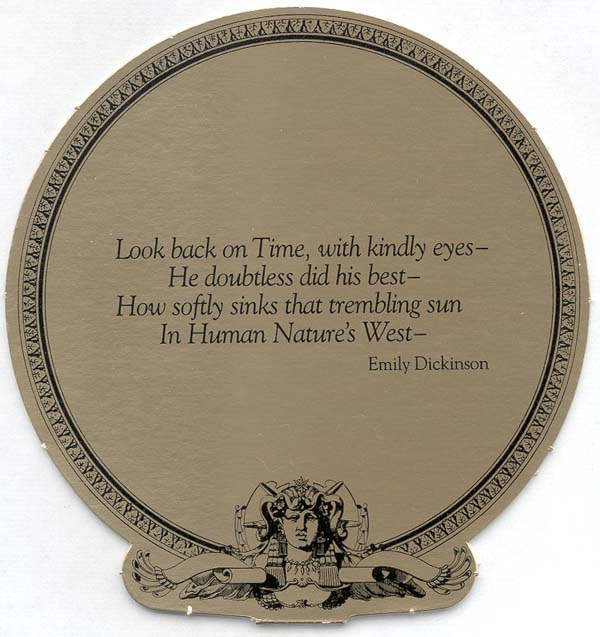 Look back on Time, with kindly eyes–
He doubtless did his best–
How softly sinks that trembling sun
In Human Nature's West–
Emily Dickinson